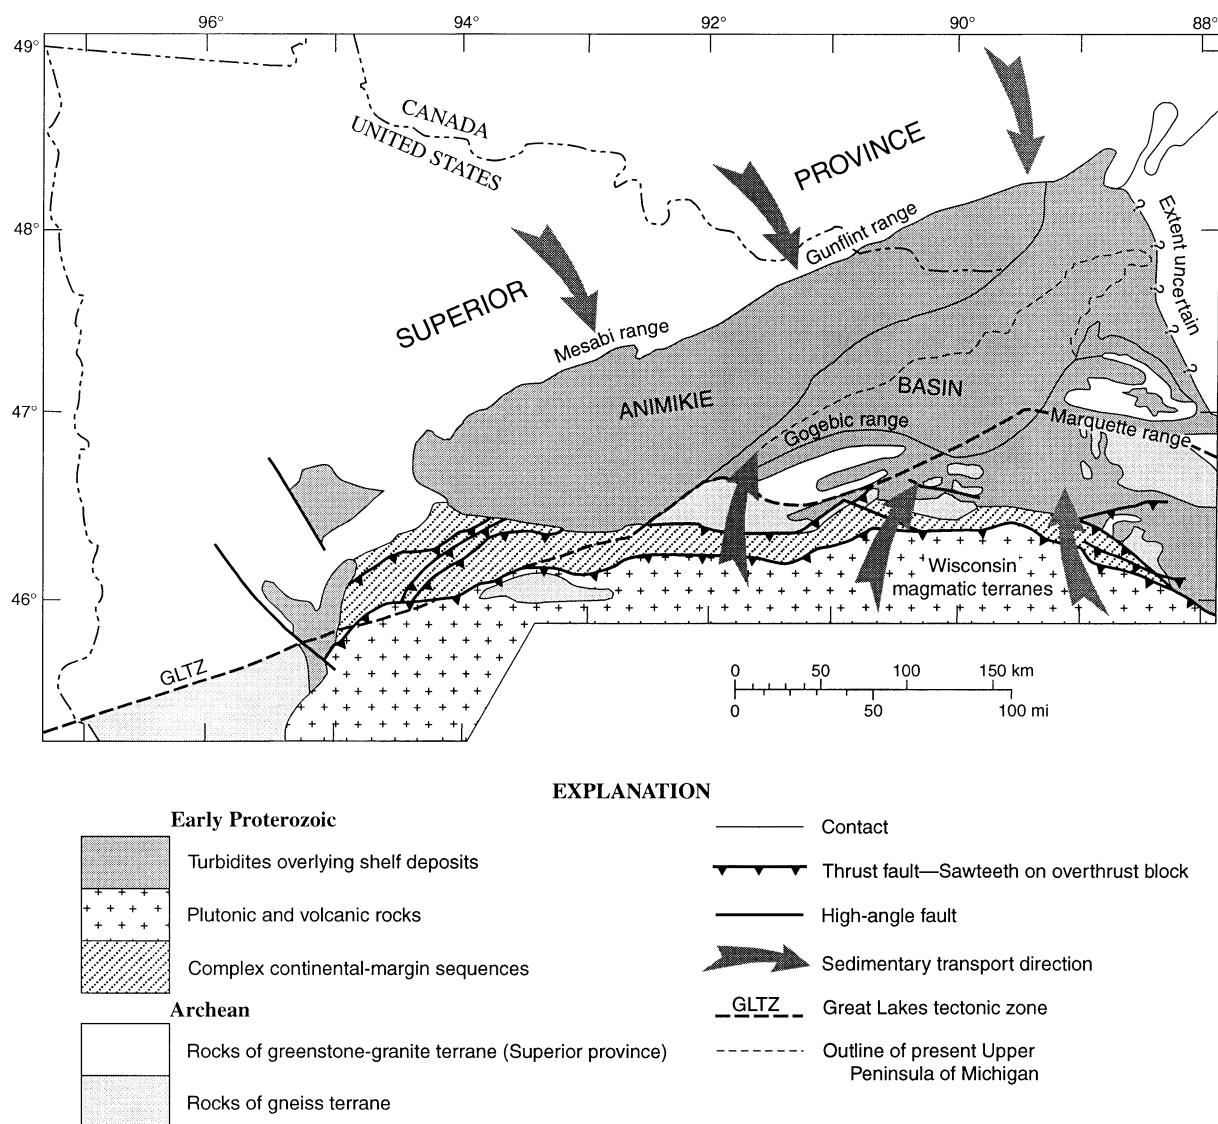 96°
94°
92°
90°
88°
49°
48°
47°
46°
CANADA
UNITED STATES
PROVINCE
SUPERIOR
Gunflint range
Mesabi range
Extent uncertain
?
?
?
?
?
ANIMIKIE
BASIN
Gogebic range
Marquette range
Wisconsin
magmatic terranes
GLTZ
0 50 100 150 km
0 50 100 mi
EXPLANATION
Early Proterozoic
Turbidites overlying shelf deposits
Plutonic and volcanic rocks
Complex continental-margin sequences
Archean
Rocks of greenstone-granite terrane (Superior province)
Rocks of gneiss terrane
Contact
Thrust fault—Sawteeth on overthrust block
High-angle fault
Sedimentary transport direction
GLTZ
Great Lakes tectonic zone
Outline of present Upper
Peninsula of Michigan